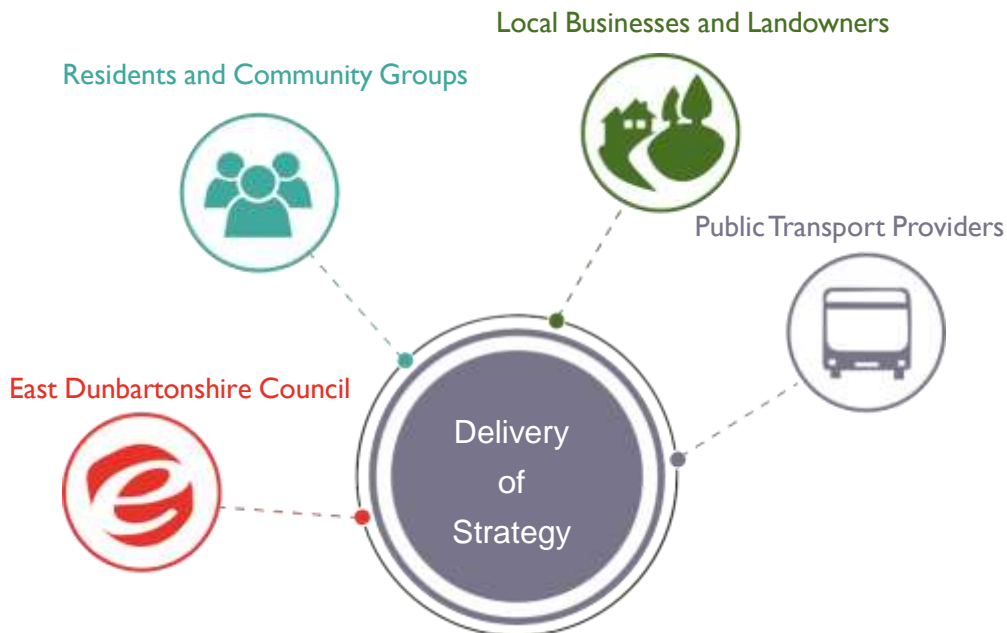 Local Businesses and Landowners
Residents and Community Groups
Public Transport Providers
East Dunbartonshire Council
Delivery
of
Strategy